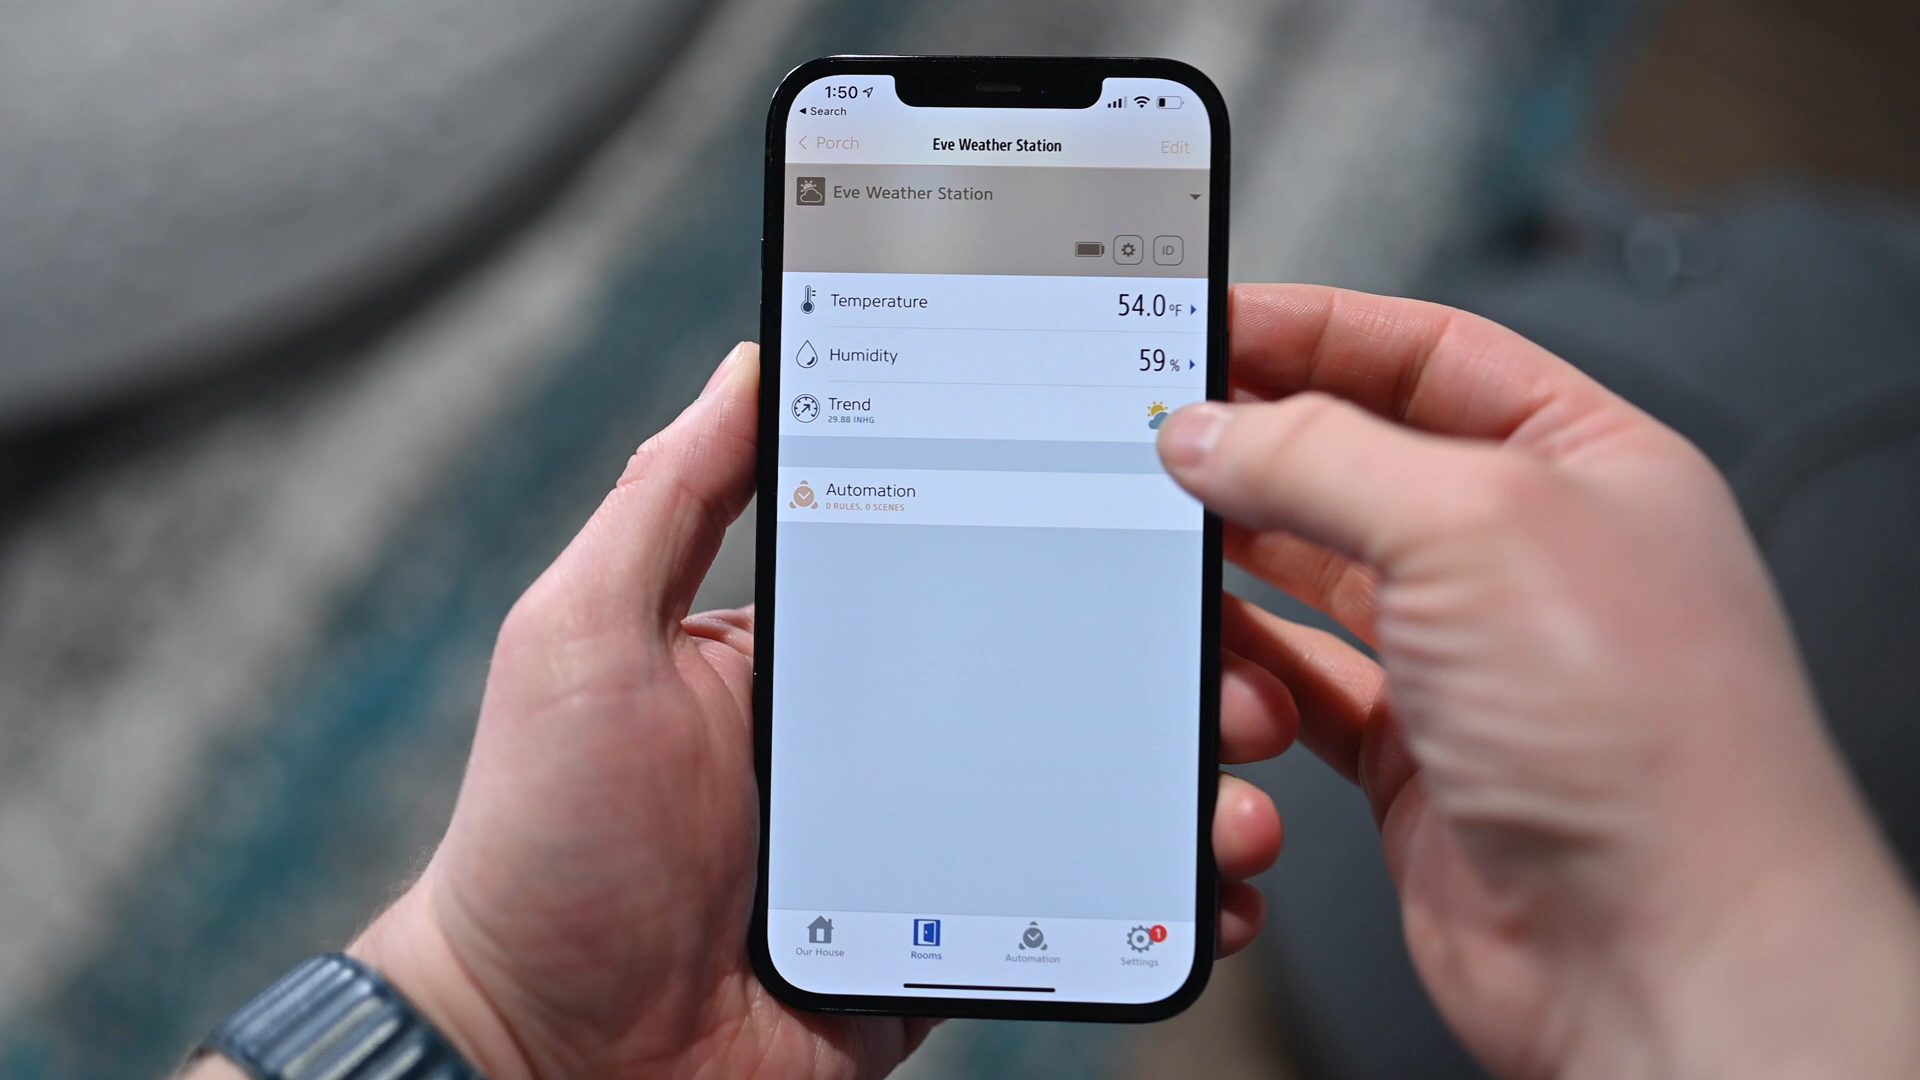 1:50
Search
Porch
Eve Weather Station
Edit
Eve Weather Station
ID
Temperature
54.0 °F
Humidity
59 %
Trend
29.88 INHG
Automation
0 RULES, 0 SCENES
Our House
Rooms
Automation
Settings
1